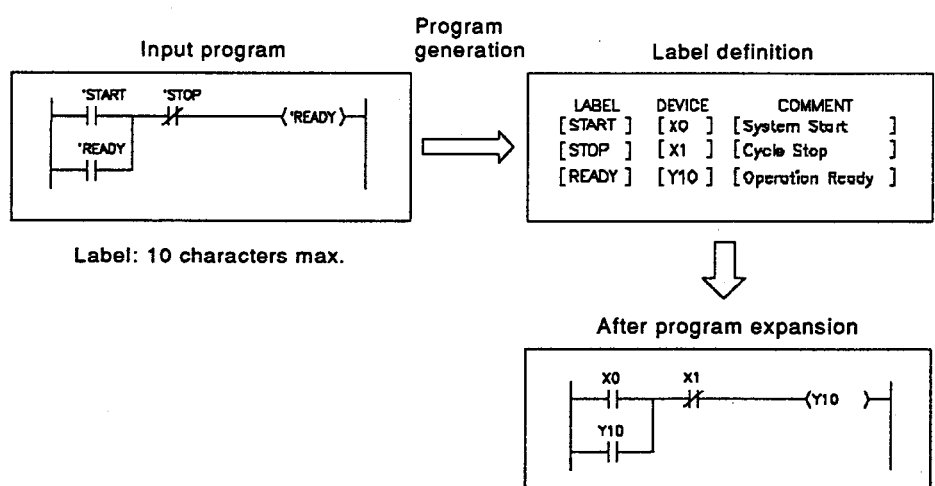 Input program
Program
generation
Label definition
"START "STOP
"READY
"READY
LABEL DEVICE COMMENT
[START ] [X0 ] [System Start ]
[STOP ] [X1 ] [Cycle Stop ]
[READY ] [Y10 ] [Operation Ready ]
Label: 10 characters max.
After program expansion
X0 X1
Y10
Y10